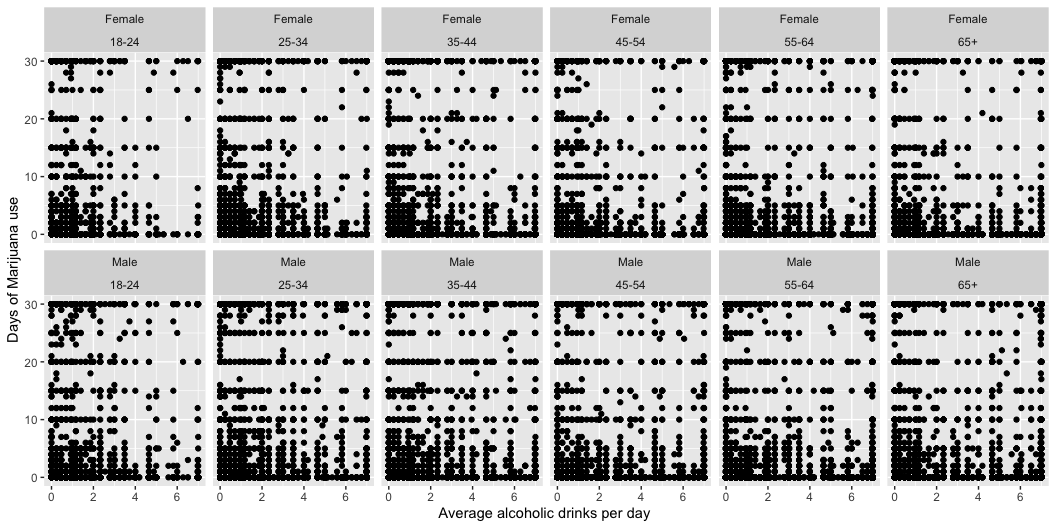 Female Female Female Female Female Female
18-24 25-34 35-44 45-54 55-64 65+
30
20
10
0
Male Male Male Male Male Male
18-24 25-34 35-44 45-54 55-64 65+
30
20
10
0
0 2 4 6 0 2 4 6 0 2 4 6 0 2 4 6 0 2 4 6 0 2 4 6
Average alcoholic drinks per day
Days of Marijuana use